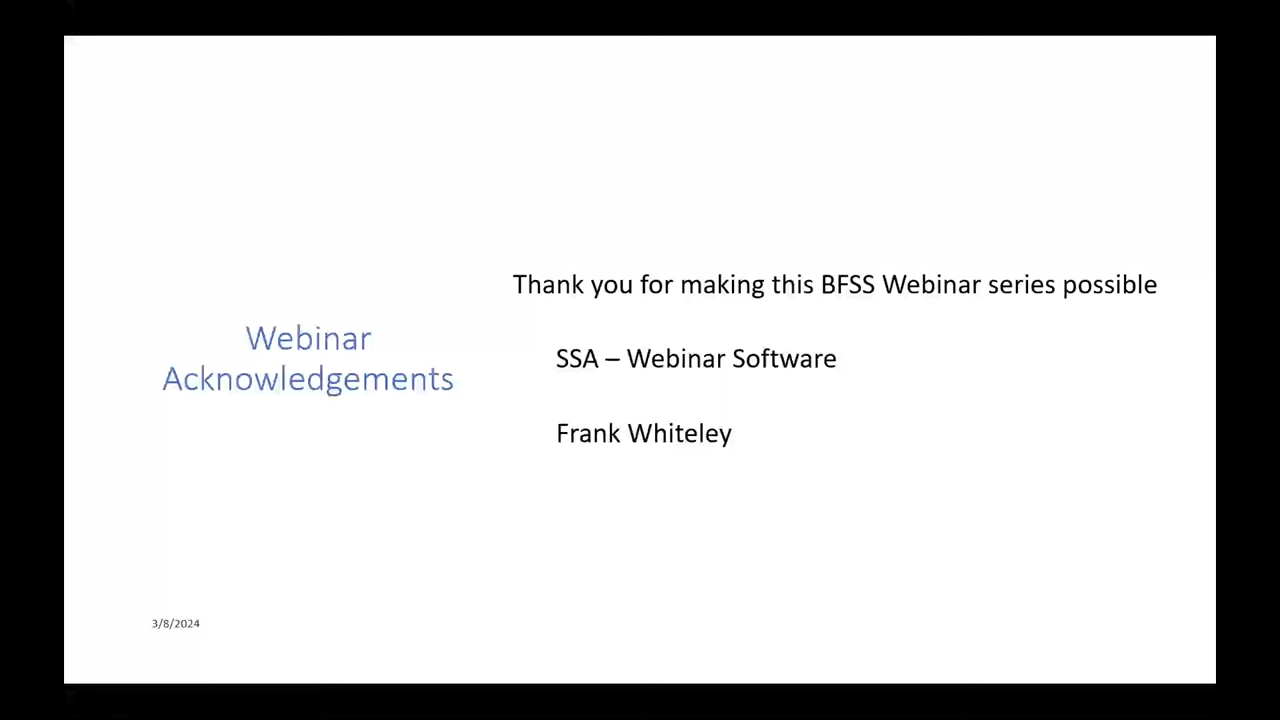 Webinar
Acknowledgements
Thank you for making this BFSS Webinar series possible
SSA – Webinar Software
Frank Whiteley
3/8/2024